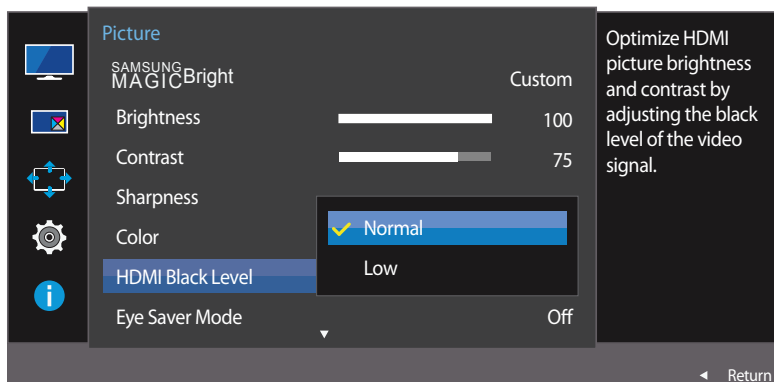 Picture
SAMSUNG
MAGICBright Custom
Brightness 100
Contrast 75
Sharpness
Color
Normal
HDMI Black Level
Low
Eye Saver Mode Off
Optimize HDMI
picture brightness
and contrast by
adjusting the black
level of the video
signal.
Return